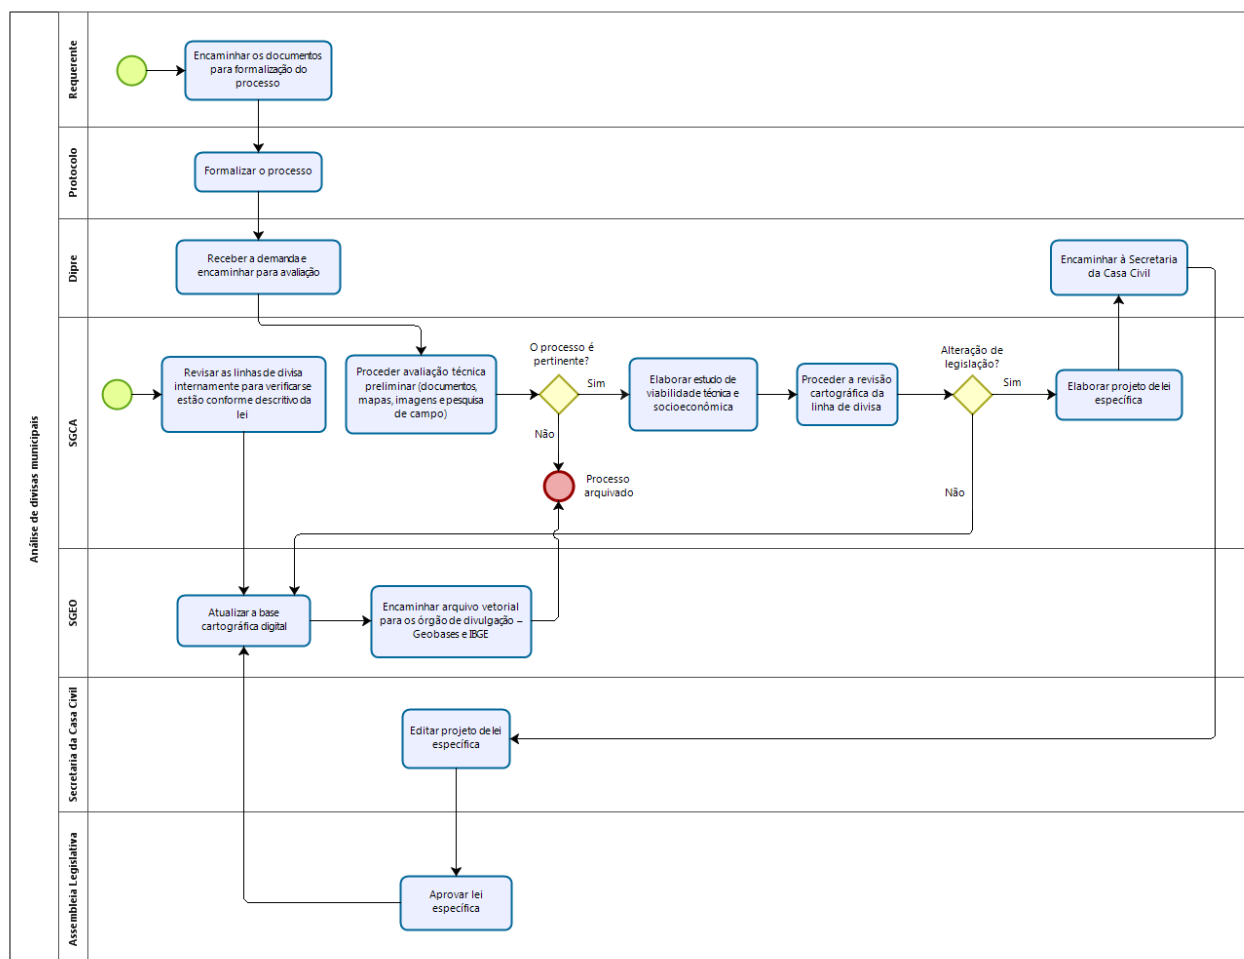 Análise de divisas municipais
Requerente
Encaminhar os documentos
para formalização do
processo
Protocolo
Formalizar o processo
Dipre
Receber a demanda e
encaminhar para avaliação
Encaminhar à Secretaria
da Casa Civil
SGCA
Revisar as linhas de divisa
internamente para verificar se
estão conforme descritivo da
lei
Proceder avaliação técnica
preliminar (documentos,
mapas, imagens e pesquisa
de campo)
O processo é
pertinente?
Sim
Não
Processo
arquivado
Elaborar estudo de
viabilidade técnica e
socioeconômica
Proceder a revisão
cartográfica da
linha de divisa
Alteração de
legislação?
Sim
Não
Elaborar projeto de lei
específica
SGEO
Atualizar a base
cartográfica digital
Encaminhar arquivo vetorial
para os órgão de divulgação –
Geobases e IBGE
Secretaria da Casa Civil
Editar projeto de lei
específica
Assembleia Legislativa
Aprovar lei
específica